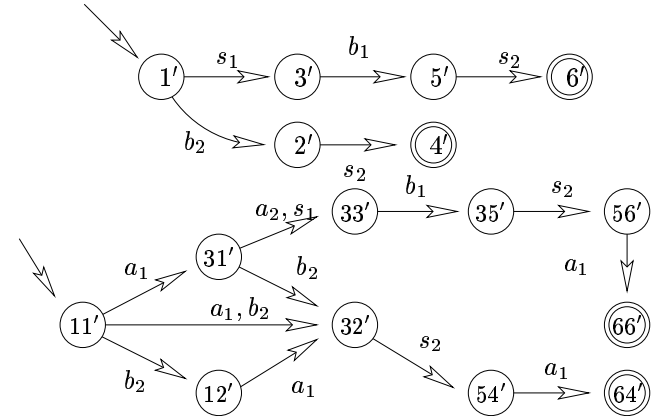 s₁ b₁ s₂
1′ 3′ 5′ 6′
b₂ 2′ 4′
s₂
a₂, s₁ 33′ b₁ 35′ s₂ 56′
a₁ 31′ b₂ a₁
11′ a₁, b₂ 32′ 66′
b₂ 12′ a₁ s₂ 54′ a₁ 64′